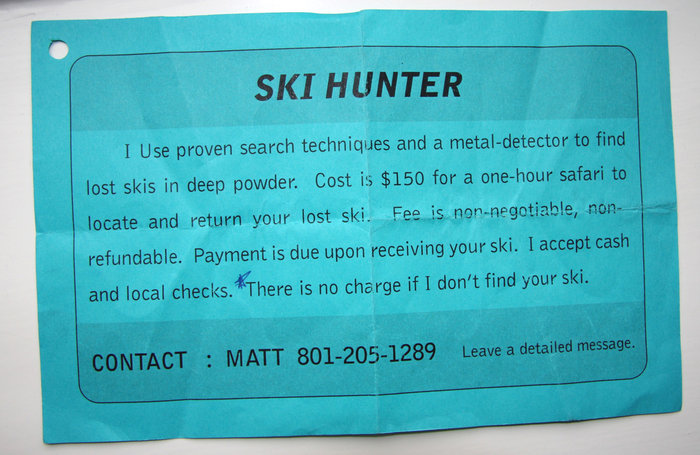 SKI HUNTER
I Use proven search techniques and a metal-detector to find
lost skis in deep powder. Cost is $150 for a one-hour safari to
locate and return your lost ski. Fee is non-negotiable, non-
refundable. Payment is due upon receiving your ski. I accept cash
and local checks. *There is no charge if I don't find your ski.
CONTACT : MATT 801-205-1289 Leave a detailed message.